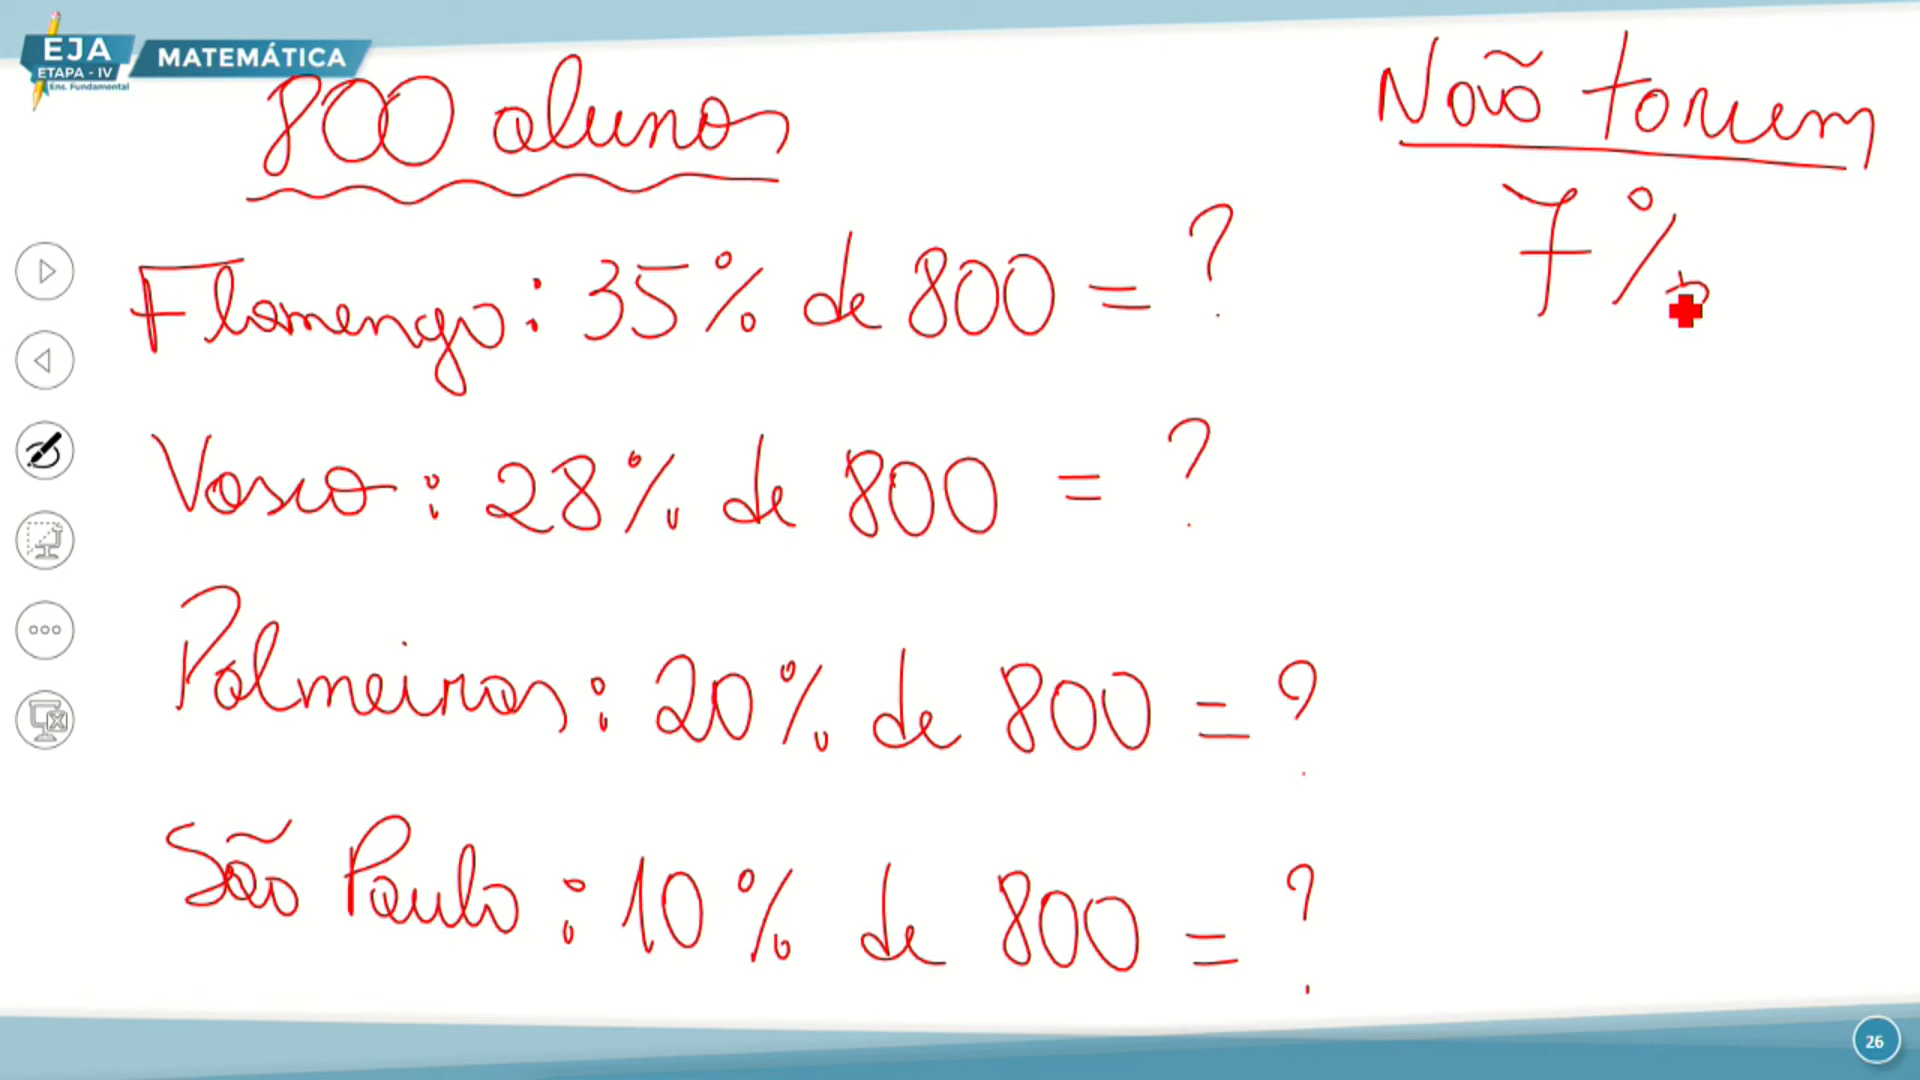 EJA
ETAPA - IV
Ens. Fundamental
MATEMÁTICA
800 alunos
Não torcem
7%
Flamengo: 35% de 800 = ?
Vasco: 28% de 800 = ?
Palmeiras: 20% de 800 = ?
São Paulo: 10% de 800 = ?
26